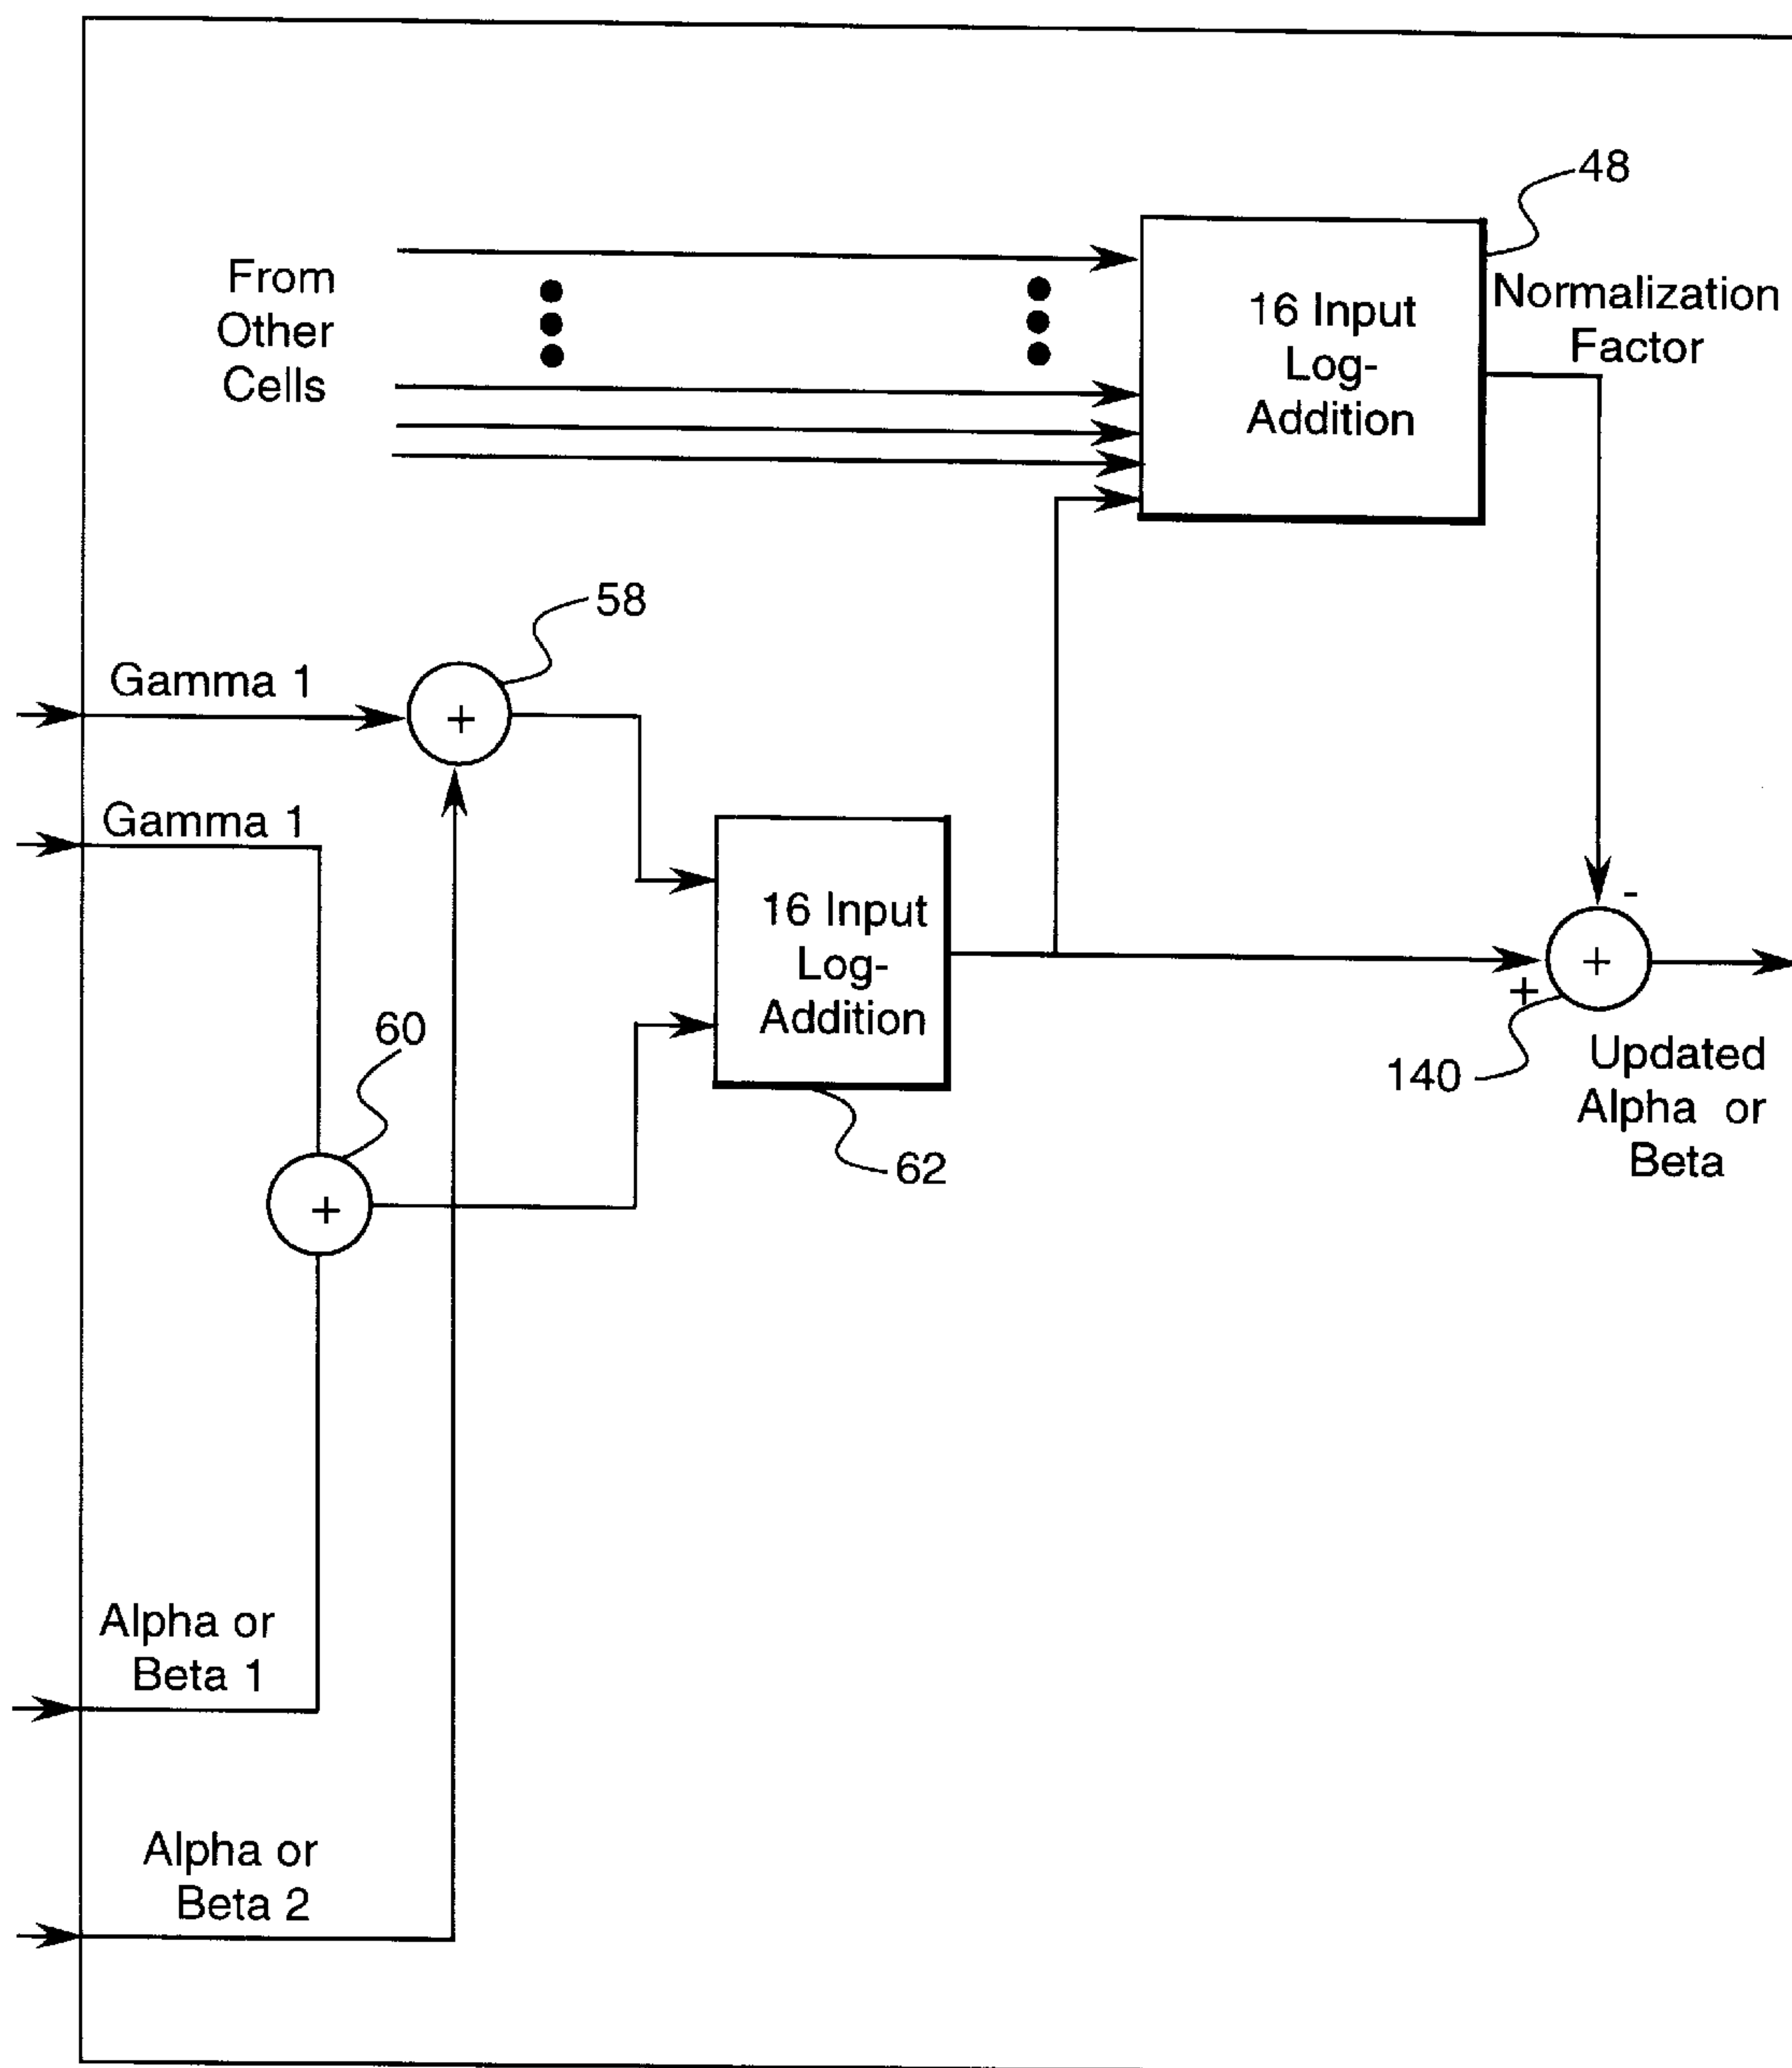 48
From
Other
Cells
16 Input
Log-
Addition
Normalization
Factor
58
Gamma 1
+
Gamma 1
16 Input
Log-
Addition
-
+
+
60
140
Updated
Alpha or
Beta
62
+
Alpha or
Beta 1
Alpha or
Beta 2